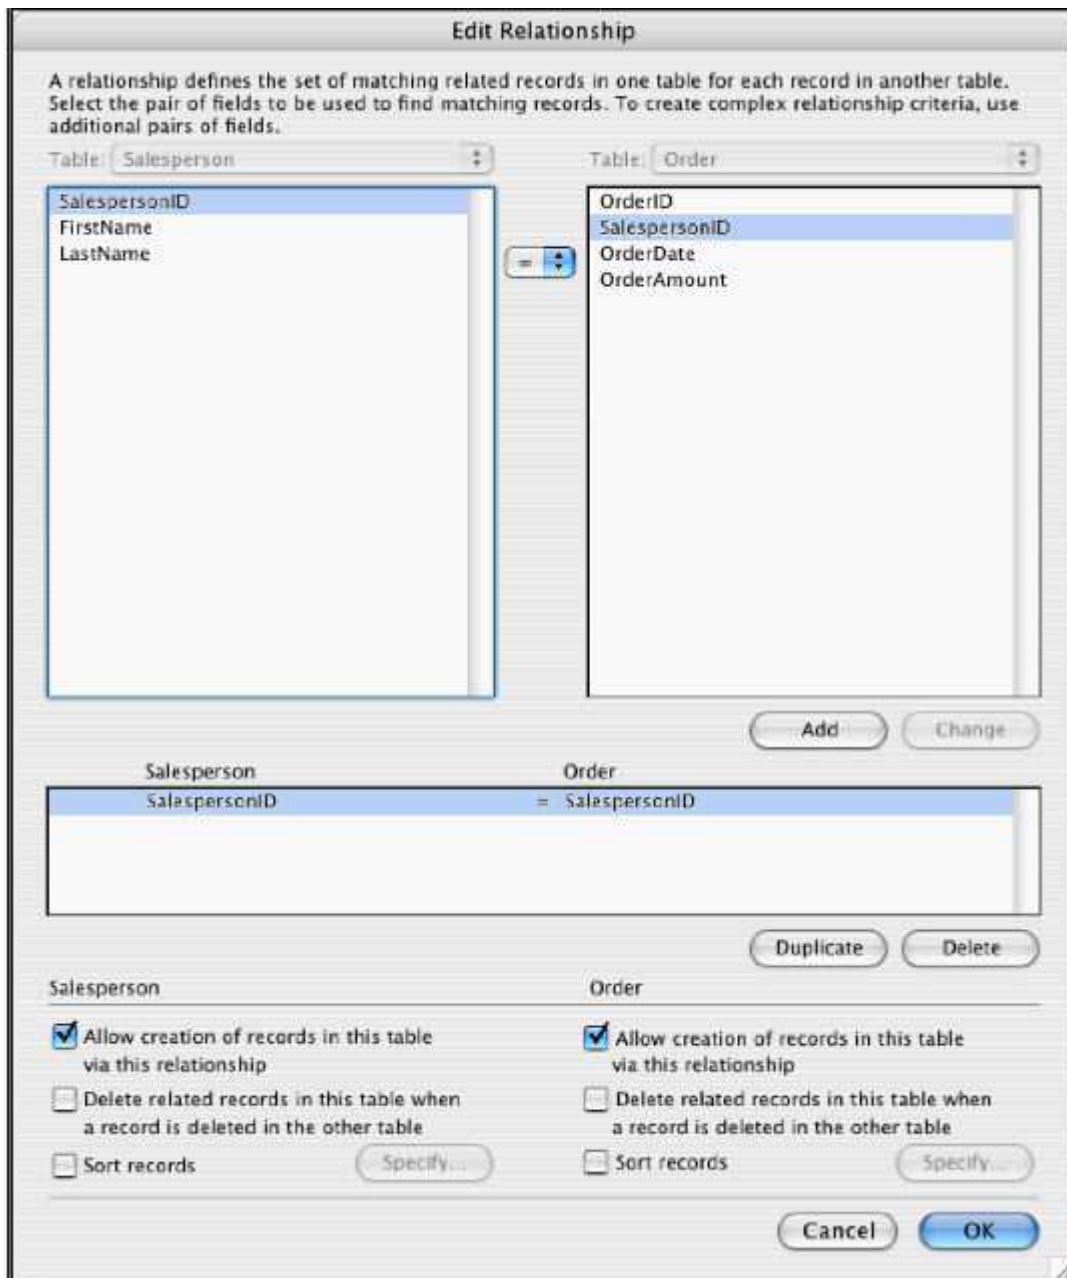 Edit Relationship
A relationship defines the set of matching related records in one table for each record in another table.
Select the pair of fields to be used to find matching records. To create complex relationship criteria, use
additional pairs of fields.
Table: Salesperson
Table: Order
SalespersonID
FirstName
LastName
=
OrderID
SalespersonID
OrderDate
OrderAmount
Add
Change
Salesperson
Order
SalespersonID = SalespersonID
Duplicate
Delete
Salesperson
Allow creation of records in this table
via this relationship
Delete related records in this table when
a record is deleted in the other table
Sort records
Specify...
Order
Allow creation of records in this table
via this relationship
Delete related records in this table when
a record is deleted in the other table
Sort records
Specify...
Cancel
OK